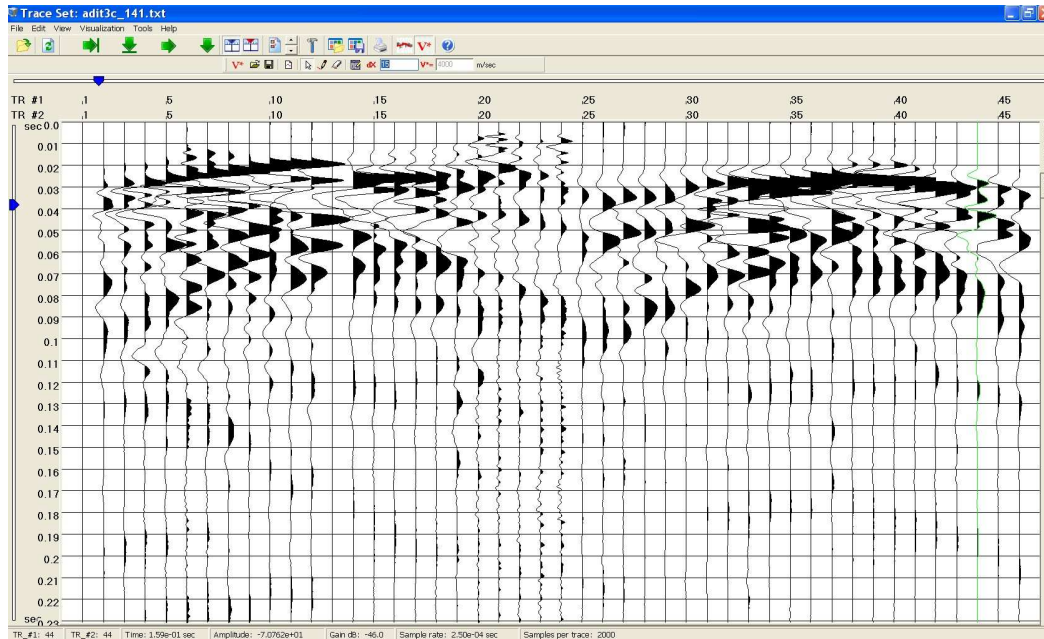 Trace Set: adit3c_141.txt
File Edit View Visualization Tools Help
V* dX 15 V*= 4000 m/sec
TR #1 1 5 10 15 20 25 30 35 40 45
TR #2 1 5 10 15 20 25 30 35 40 45
sec 0.0
0.01
0.02
0.03
0.04
0.05
0.06
0.07
0.08
0.09
0.1
0.11
0.12
0.13
0.14
0.15
0.16
0.17
0.18
0.19
0.2
0.21
0.22
sec 0.23
TR_#1: 44 TR_#2: 44 Time: 1.59e-01 sec Amplitude: -7.0762e+01 Gain dB: -46.0 Sample rate: 2.50e-04 sec Samples per trace: 2000